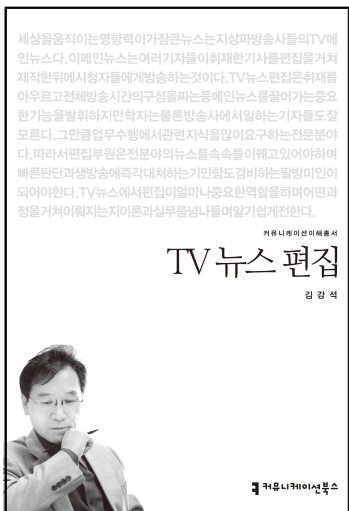 세상을움직이는영향력이가장큰뉴스는지상파방송사들의TV메
인뉴스다.이메인뉴스는여러기자들이취재한기사를편집을거쳐
제작한뒤에시청자들에게방송하는것이다.TV뉴스편집은취재를
아우르고전체방송시간의구성을짜는등메인뉴스를끌어가는중요
한기능을발휘하지만학자는물론방송사에서일하는기자들도잘
모른다.그만큼업무수행에서관련지식을많이요구하는전문분야
다.따라서편집부원은전분야의뉴스를속속들이꿰고있어야하며
빠른판단과생방송에즉각대처하는기민함도겸비하는팔방미인이
되어야한다.TV뉴스에서편집이얼마나중요한역할을하며어떤과
정을거쳐이뤄지는지이론과실무를넘나들며알기쉽게전한다.
커뮤니케이션이해총서
TV 뉴스 편집
김강석
커뮤니케이션북스